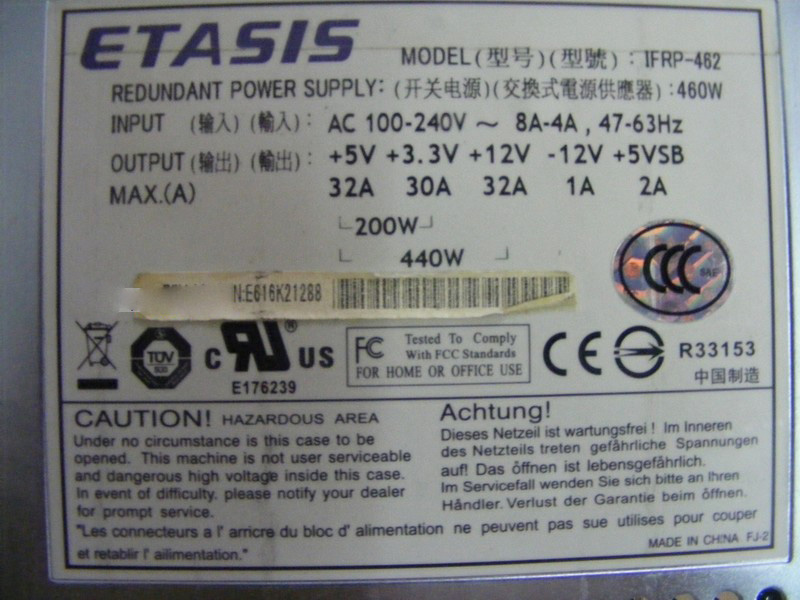 ETASIS
MODEL(型号)(型號) : IFRP-462
REDUNDANT POWER SUPPLY: (开关电源)(交換式電源供應器) :460W
INPUT (输入) (輸入) : AC 100-240V ~ 8A-4A , 47-63Hz
OUTPUT(输出) (輸出) : +5V +3.3V +12V -12V +5VSB
MAX.(A) 32A 30A 32A 1A 2A
200W
440W
N:E616K21288
CCC S&E
TÜV
c RU ® US
E176239
FC Tested To Comply
With FCC Standards
FOR HOME OR OFFICE USE
CE
R33153
中国制造
CAUTION! HAZARDOUS AREA
Under no circumstance is this case to be
opened. This machine is not user serviceable
and dangerous high voltage inside this case.
In event of difficulty. please notify your dealer
for prompt service.
Achtung!
Dieses Netzeil ist wartungsfrei ! Im Inneren
des Netzteils treten gefährliche Spannungen
auf! Das öffnen ist lebensgefährlich.
Im Servicefall wenden Sie sich bitte an Ihren
Händler. Verlust der Garantie beim öffnen.
"Les connecteurs a l' arricre du bloc d' alimentation ne peuvent pas sue utilises pour couper
et retablir l' ailimentation."
MADE IN CHINA FJ-2